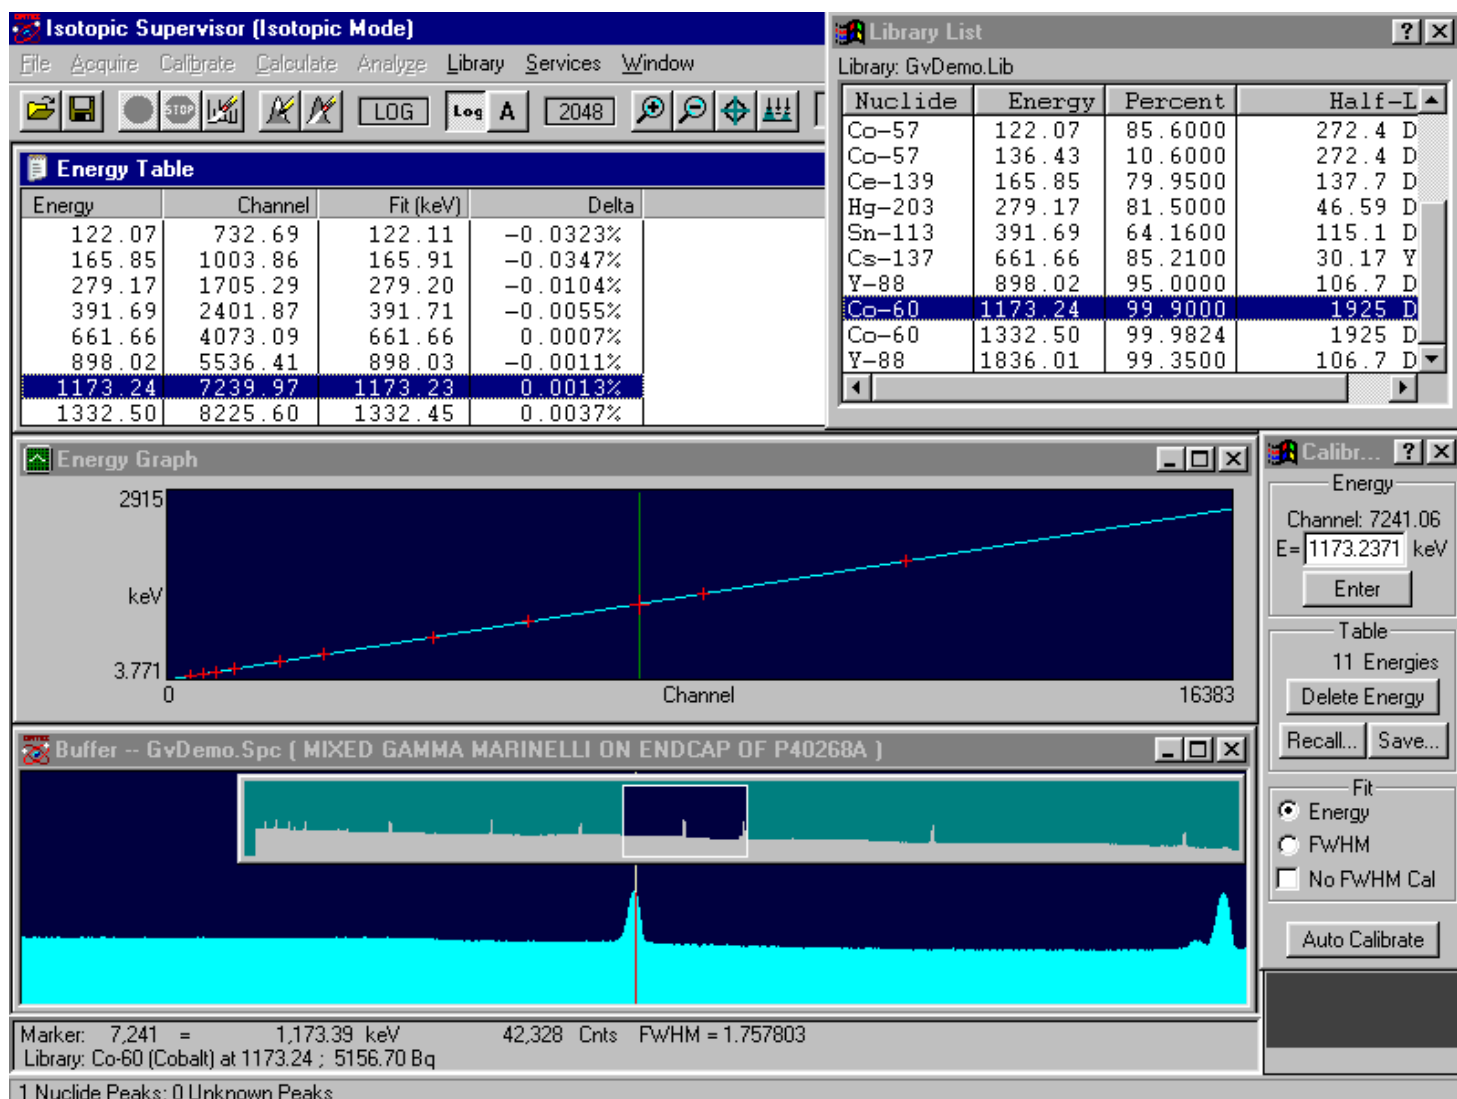 Isotopic Supervisor (Isotopic Mode)
File Acquire Calibrate Calculate Analyze Library Services Window
STOP LOG Log A 2048
Energy Table
Energy Channel Fit (keV) Delta
122.07 732.69 122.11 -0.0323%
165.85 1003.86 165.91 -0.0347%
279.17 1705.29 279.20 -0.0104%
391.69 2401.87 391.71 -0.0055%
661.66 4073.09 661.66 0.0007%
898.02 5536.41 898.03 -0.0011%
1173.24 7239.97 1173.23 0.0013%
1332.50 8225.60 1332.45 0.0037%
Library List
Library: GvDemo.Lib
Nuclide Energy Percent Half-L
Co-57 122.07 85.6000 272.4 D
Co-57 136.43 10.6000 272.4 D
Ce-139 165.85 79.9500 137.7 D
Hg-203 279.17 81.5000 46.59 D
Sn-113 391.69 64.1600 115.1 D
Cs-137 661.66 85.2100 30.17 Y
Y-88 898.02 95.0000 106.7 D
Co-60 1173.24 99.9000 1925 D
Co-60 1332.50 99.9824 1925 D
Y-88 1836.01 99.3500 106.7 D
Energy Graph
2915
keV
3.771
0 Channel 16383
Calibr...
Energy
Channel: 7241.06
E= 1173.2371 keV
Enter
Table
11 Energies
Delete Energy
Recall... Save...
Fit
Energy
FWHM
No FWHM Cal
Auto Calibrate
Buffer -- GvDemo.Spc ( MIXED GAMMA MARINELLI ON ENDCAP OF P40268A )
Marker: 7,241 = 1,173.39 keV 42,328 Cnts FWHM = 1.757803
Library: Co-60 (Cobalt) at 1173.24 ; 5156.70 Bq
1 Nuclide Peaks: 0 Unknown Peaks